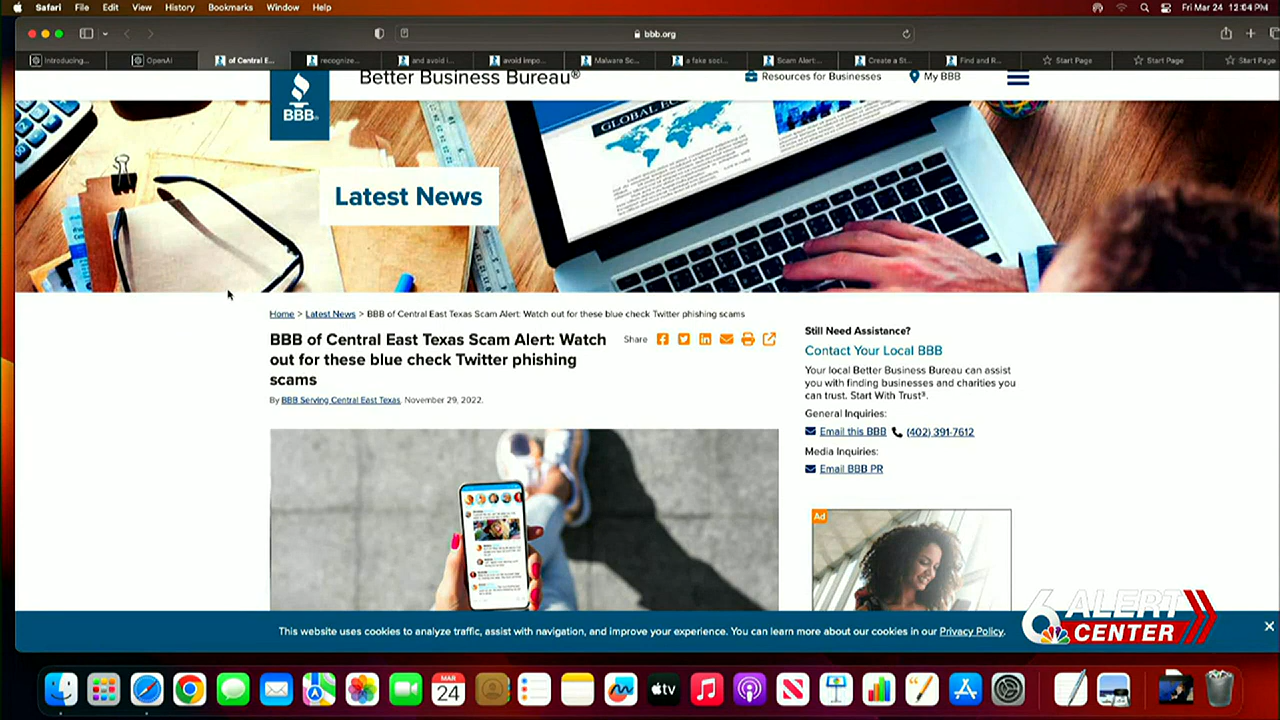 Safari File Edit View History Bookmarks Window Help Fri Mar 24 12:04 PM
bbb.org
Introducing... OpenAI of Central E... recognize... and avoid i... avoid impo... Malware Sc... a fake soci... Scam Alert:... Create a St... Find and R... Start Page Start Page Start Page
Better Business Bureau®
Resources for Businesses My BBB
BBB
GLOBAL
Latest News
Home > Latest News > BBB of Central East Texas Scam Alert: Watch out for these blue check Twitter phishing scams
BBB of Central East Texas Scam Alert: Watch
out for these blue check Twitter phishing
scams
Share
By BBB Serving Central East Texas, November 29, 2022.
Still Need Assistance?
Contact Your Local BBB
Your local Better Business Bureau can assist
you with finding businesses and charities you
can trust. Start With Trust®.
General Inquiries:
Email this BBB (402) 391-7612
Media Inquiries:
Email BBB PR
Ad
This website uses cookies to analyze traffic, assist with navigation, and improve your experience. You can learn more about our cookies in our Privacy Policy.
6 ALERT
CENTER
MAR
24
tv